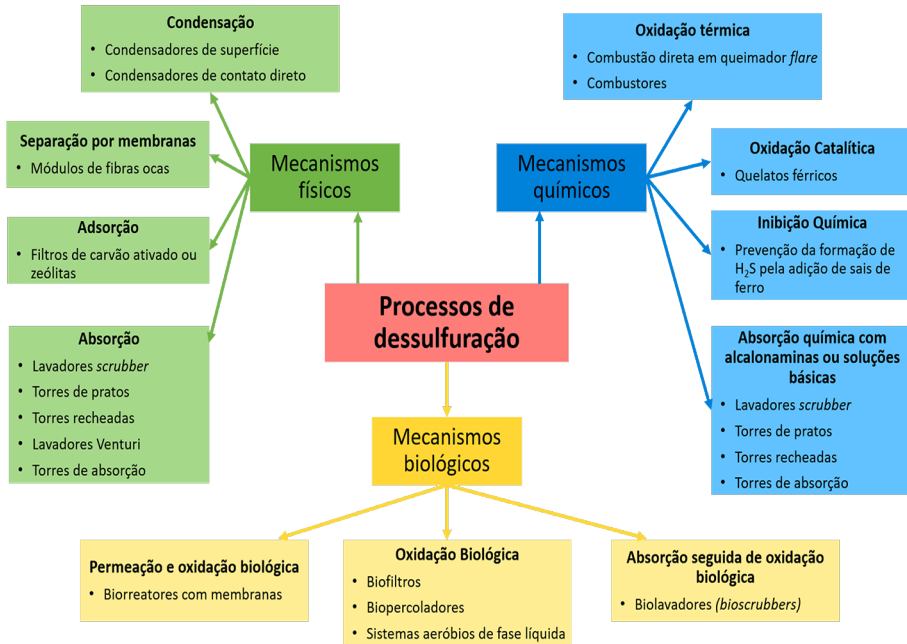 Condensação
• Condensadores de superfície
• Condensadores de contato direto
Separação por membranas
• Módulos de fibras ocas
Adsorção
• Filtros de carvão ativado ou
zeólitas
Absorção
• Lavadores scrubber
• Torres de pratos
• Torres recheadas
• Lavadores Venturi
• Torres de absorção
Mecanismos
físicos
Mecanismos
químicos
Oxidação térmica
• Combustão direta em queimador flare
• Combustores
Oxidação Catalítica
• Quelatos férricos
Inibição Química
• Prevenção da formação de
H₂S pela adição de sais de
ferro
Absorção química com
alcalonaminas ou soluções
básicas
• Lavadores scrubber
• Torres de pratos
• Torres recheadas
• Torres de absorção
Processos de
dessulfuração
Mecanismos
biológicos
Permeação e oxidação biológica
• Biorreatores com membranas
Oxidação Biológica
• Biofiltros
• Biopercoladores
• Sistemas aeróbios de fase líquida
Absorção seguida de oxidação
biológica
• Biolavadores (bioscrubbers)